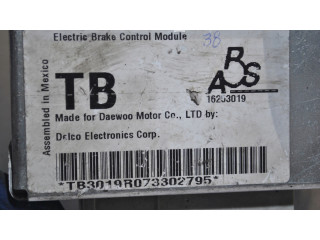 Electric Brake Control Module
38
ABS
Assembled in Mexico
TB
16203019
Made for Daewoo Motor Co., LTD by:
Delco Electronics Corp.
*TB3019R073302795*